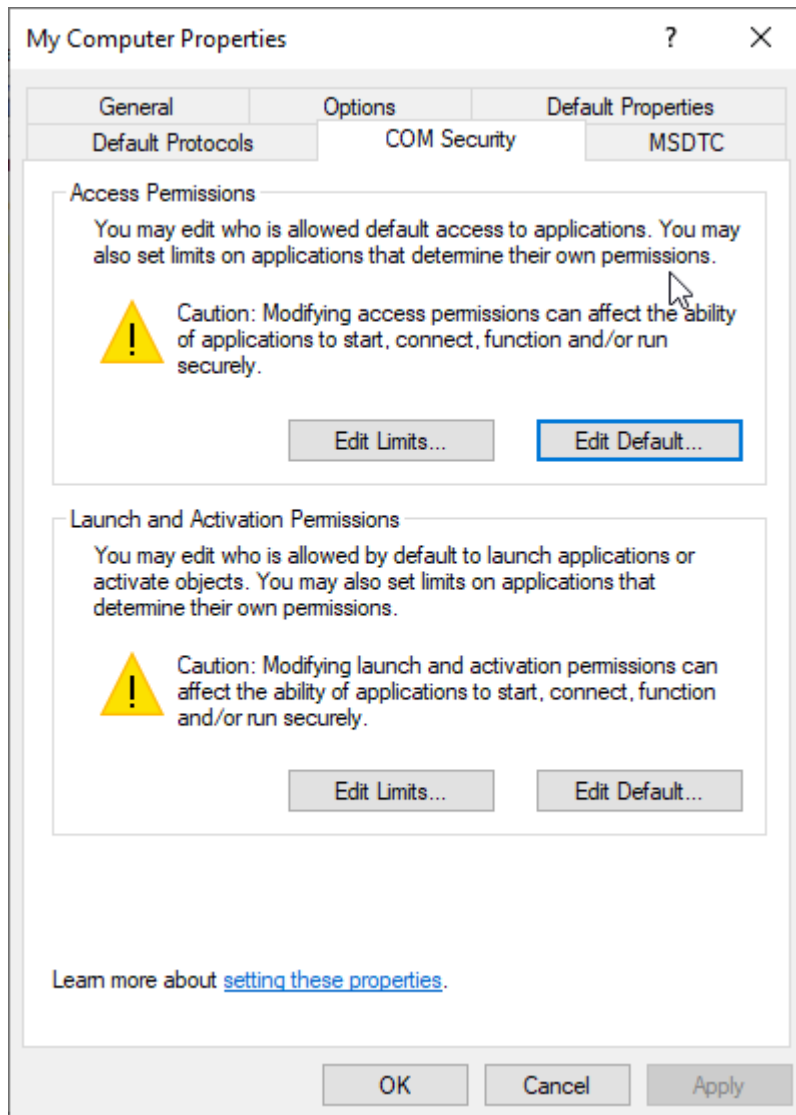 My Computer Properties
?
General
Options
Default Properties
Default Protocols
COM Security
MSDTC
Access Permissions
You may edit who is allowed default access to applications. You may
also set limits on applications that determine their own permissions.
!
Caution: Modifying access permissions can affect the ability
of applications to start, connect, function and/or run
securely.
Edit Limits...
Edit Default...
Launch and Activation Permissions
You may edit who is allowed by default to launch applications or
activate objects. You may also set limits on applications that
determine their own permissions.
!
Caution: Modifying launch and activation permissions can
affect the ability of applications to start, connect, function
and/or run securely.
Edit Limits...
Edit Default...
Learn more about setting these properties.
OK
Cancel
Apply